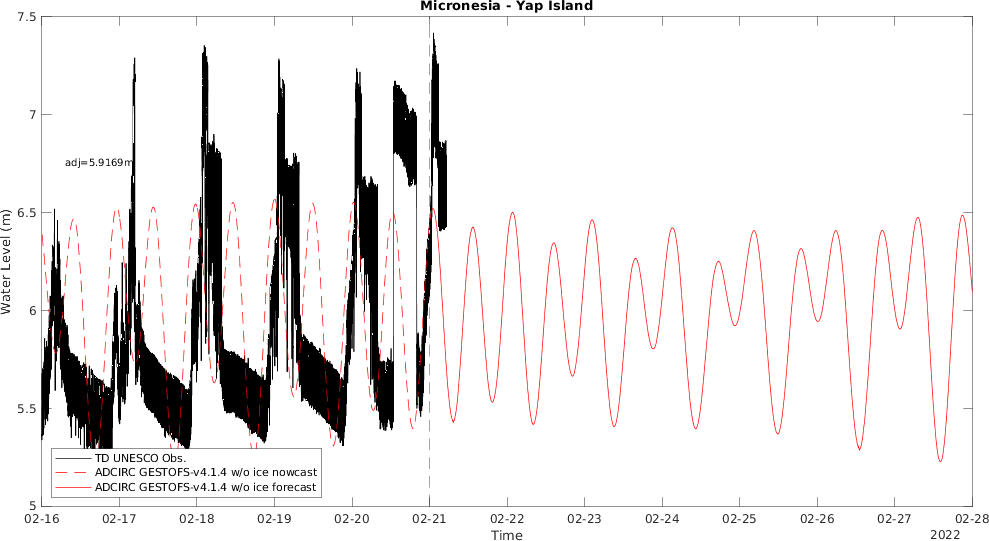 Micronesia - Yap Island
7.5
7
6.5
6
5.5
5
Water Level (m)
adj=5.9169m
TD UNESCO Obs.
ADCIRC GESTOFS-v4.1.4 w/o ice nowcast
ADCIRC GESTOFS-v4.1.4 w/o ice forecast
02-16 02-17 02-18 02-19 02-20 02-21 02-22 02-23 02-24 02-25 02-26 02-27 02-28
Time
2022